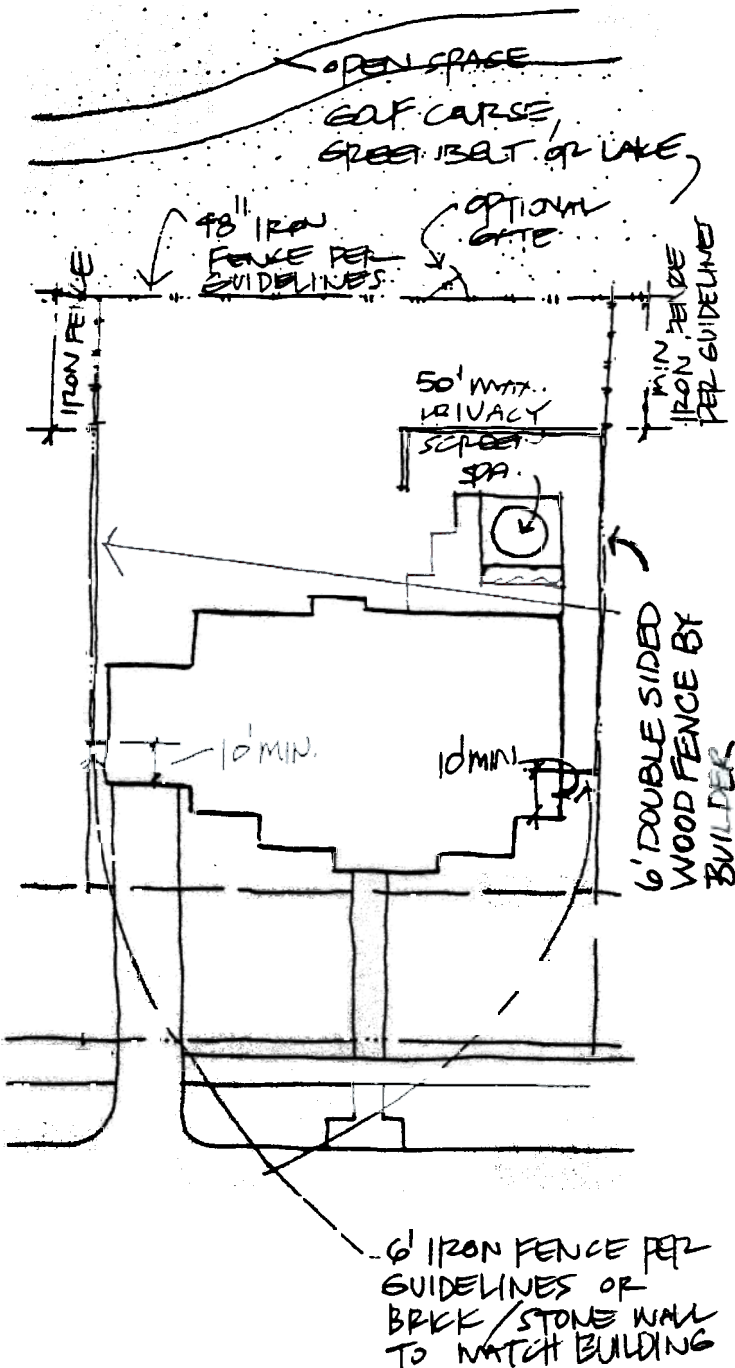 OPEN SPACE
GOLF COURSE,
GREEN BELT OR LAKE
48" IRON
FENCE PER
GUIDELINES
OPTIONAL
GATE
IRON FENCE
MIN
IRON FENCE
PER GUIDELINES
50' MAX.
PRIVACY
SCREEN
SPA.
6' DOUBLE SIDED
WOOD FENCE BY
BUILDER
10' MIN.
10' MIN.
6' IRON FENCE PER
GUIDELINES OR
BRICK / STONE WALL
TO MATCH BUILDING